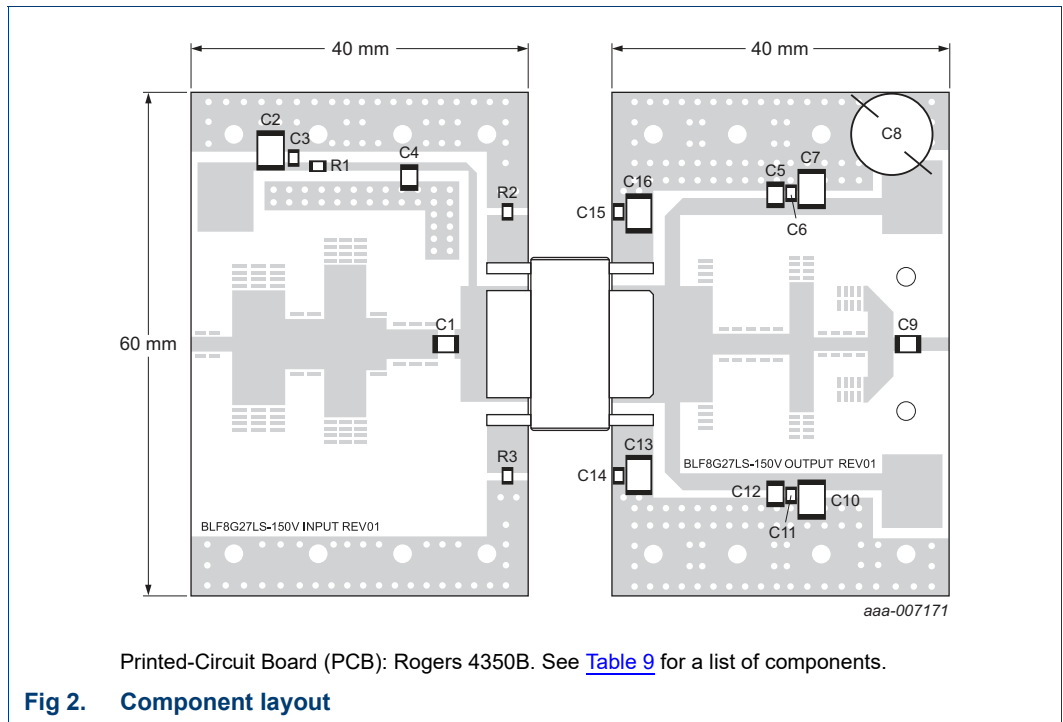 40 mm
40 mm
60 mm
C2
C3
R1
C4
R2
C1
R3
BLF8G27LS-150V INPUT REV01
C8
C5
C7
C6
C16
C15
C9
C13
C14
BLF8G27LS-150V OUTPUT REV01
C12
C10
C11
aaa-007171
Printed-Circuit Board (PCB): Rogers 4350B. See Table 9 for a list of components.
Fig 2. Component layout